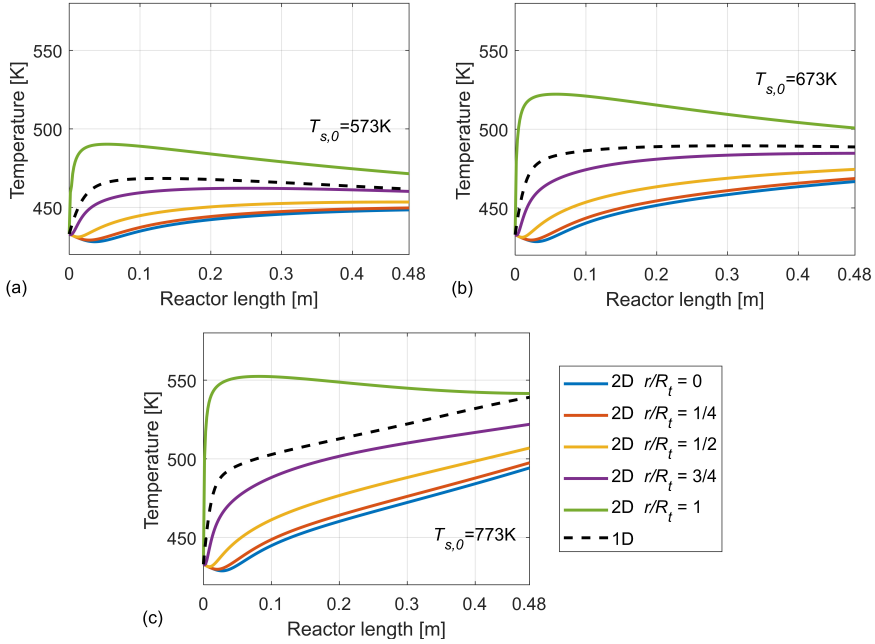 550
500
450
Temperature [K]
T_s,0=573K
0 0.1 0.2 0.3 0.4 0.48
Reactor length [m]
(a)
550
500
450
Temperature [K]
T_s,0=673K
0 0.1 0.2 0.3 0.4 0.48
Reactor length [m]
(b)
550
500
450
Temperature [K]
T_s,0=773K
0 0.1 0.2 0.3 0.4 0.48
Reactor length [m]
(c)
2D r/R_t = 0
2D r/R_t = 1/4
2D r/R_t = 1/2
2D r/R_t = 3/4
2D r/R_t = 1
1D